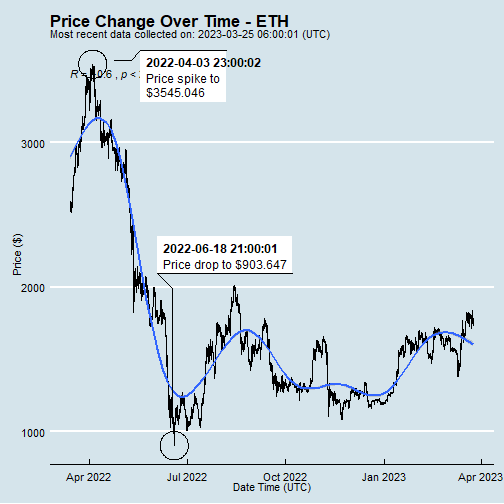 Price Change Over Time - ETH
Most recent data collected on: 2023-03-25 06:00:01 (UTC)
2022-04-03 23:00:02
Price spike to
$3545.046
R = 6 , p <
3000
2022-06-18 21:00:01
Price drop to $903.647
Price ($)
2000
1000
Apr 2022
Jul 2022
Oct 2022
Jan 2023
Apr 2023
Date Time (UTC)